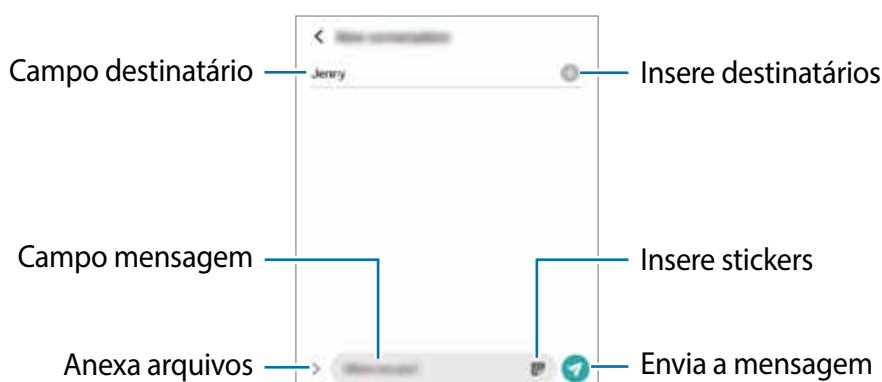 Campo destinatário
Jenny
Insere destinatários
Campo mensagem
Insere stickers
Anexa arquivos
Envia a mensagem